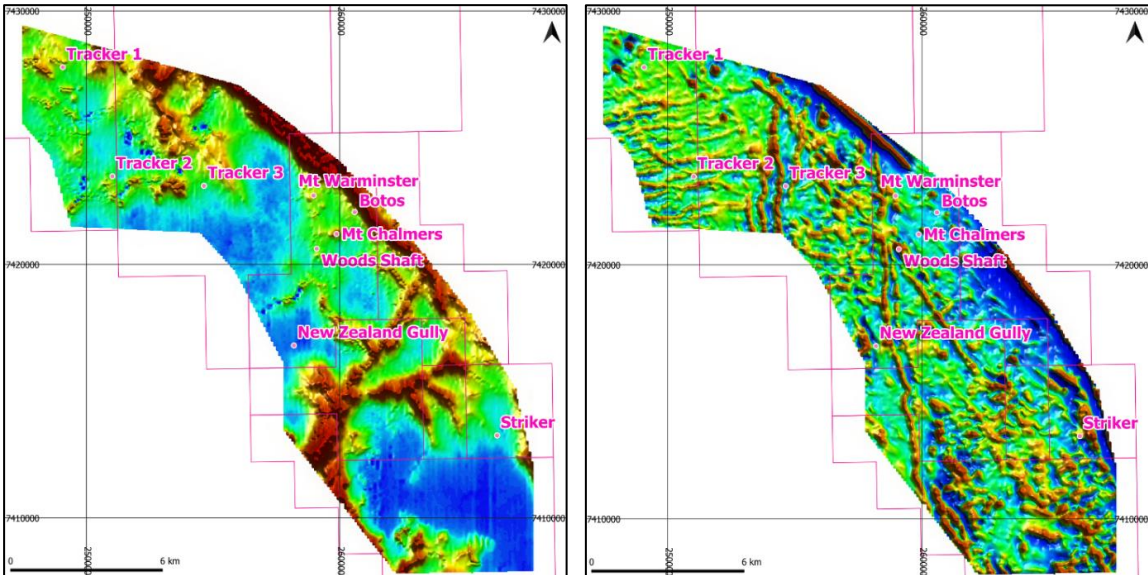 7430000 250000 260000 7430000
Tracker 1
Tracker 2
Tracker 3
Mt Warminster
Botos
Mt Chalmers
7420000 7420000
Woods Shaft
New Zealand Gully
Striker
7410000 7410000
0 6 km
250000 260000
7430000 250000 260000 7430000
Tracker 1
Tracker 2
Tracker 3
Mt Warminster
Botos
Mt Chalmers
7420000 7420000
Woods Shaft
New Zealand Gully
Striker
7410000 7410000
0 6 km
250000 260000